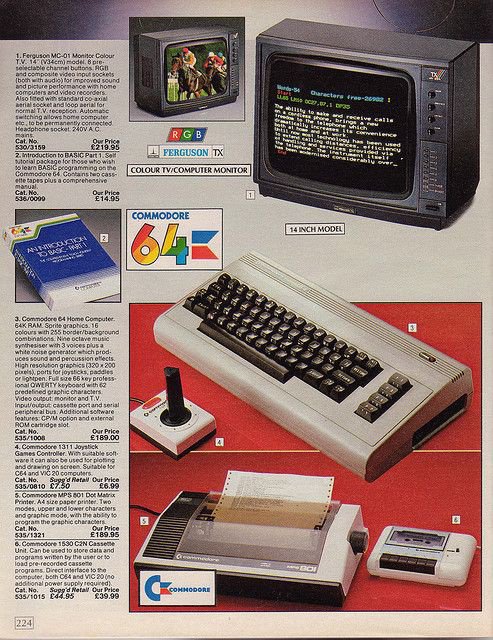 1. Ferguson MC-01 Monitor Colour
T.V. 14" (V34cm) model. 8 pre-
selectable channel buttons. RGB
and composite video input sockets
(both with audio) for improved sound
and picture performance with home
computers and video recorders.
Also fitted with standard co-axial
aerial socket and loop aerial for
normal T.V. reception. Automatic
switching allows home computer
etc., to be permanently connected.
Headphone socket. 240V A.C.
mains.
Cat. No. Our Price
530/3159 £219.95
2. Introduction to BASIC Part 1. Self
tutorial package for those who wish
to learn BASIC programming on the
Commodore 64. Contains two cass-
ette tapes plus a comprehensive
manual.
Cat. No. Our Price
536/0099 £14.95
RGB
FERGUSON TX
COLOUR TV/COMPUTER MONITOR
1
14 INCH MODEL
AN INTRODUCTION
TO BASIC · PART 1
2
COMMODORE
64
3. Commodore 64 Home Computer.
64K RAM. Sprite graphics. 16
colours with 255 border/background
combinations. Nine octave music
synthesiser with 3 voices plus a
white noise generator which prod-
uces sound and percussion effects.
High resolution graphics (320 x 200
pixels), ports for joysticks, paddles
or lightpen. Full size 66 key profess-
ional QWERTY keyboard with 62
predefined graphic characters.
Video output: monitor and T.V.
Input/output: cassette port and serial
peripheral bus. Additional software
features: CP/M option and external
ROM cartridge slot.
Cat. No. Our Price
535/1008 £189.00
4. Commodore 1311 Joystick
Games Controller. With suitable soft-
ware it can also be used for plotting
and drawing on screen. Suitable for
C64 and VIC 20 computers.
Cat. No. Sugg'd Retail Our Price
535/0810 £7.50 £6.99
5. Commodore MPS 801 Dot Matrix
Printer. A4 size paper printer. Two
modes, upper and lower characters
and graphic mode, with the ability to
program the graphic characters.
Cat. No. Our Price
535/1321 £189.95
6. Commodore 1530 C2N Cassette
Unit. Can be used to store data and
programs written by the user or to
load pre-recorded cassette
programs. Direct interface to the
computer, both C64 and VIC 20 (no
additional power supply required).
Cat. No. Sugg'd Retail Our Price
535/1015 £44.95 £39.99
3
4
5
6
commodore
MPS 801
COMMODORE
224